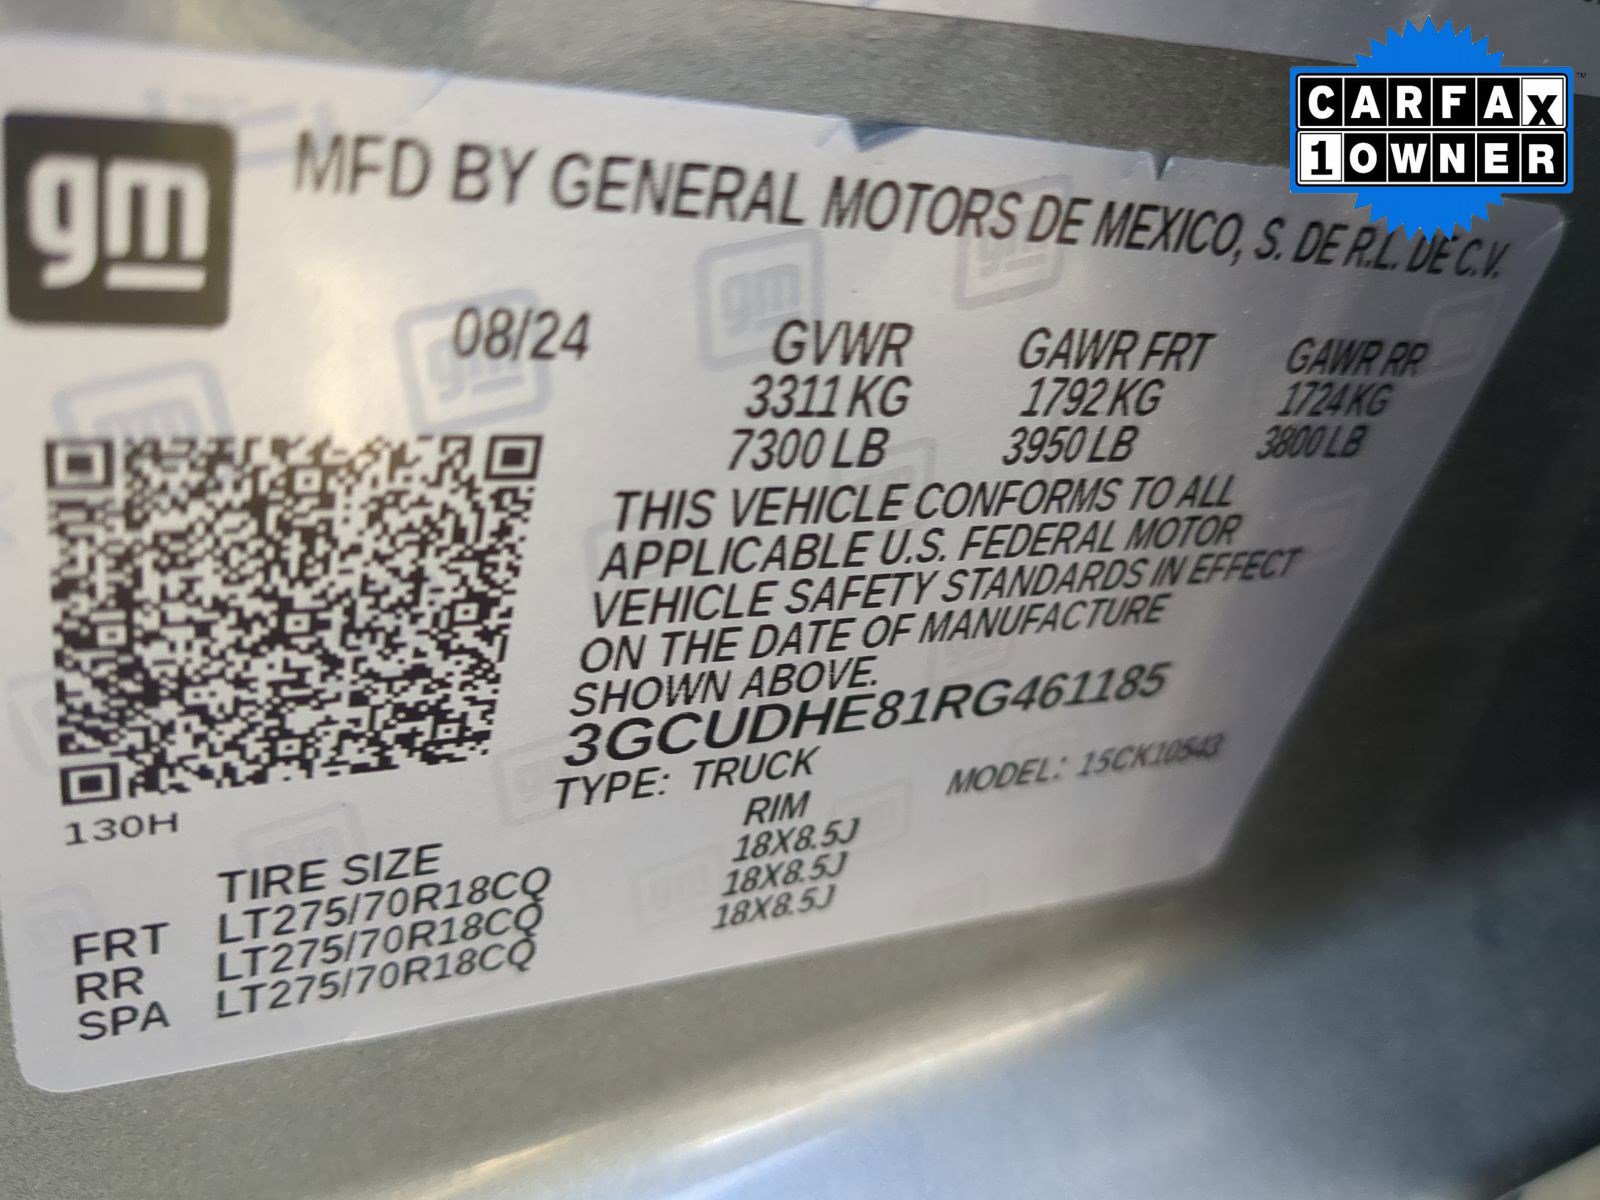 CARFAX
1 OWNER
gm
MFD BY GENERAL MOTORS DE MEXICO, S. DE R.L. DE C.V.
08/24 GVWR GAWR FRT GAWR RR
3311 KG 1792 KG 1724 KG
7300 LB 3950 LB 3800 LB
THIS VEHICLE CONFORMS TO ALL
APPLICABLE U.S. FEDERAL MOTOR
VEHICLE SAFETY STANDARDS IN EFFECT
ON THE DATE OF MANUFACTURE
SHOWN ABOVE.
3GCUDHE81RG461185
TYPE: TRUCK MODEL: 15CK10543
130H
TIRE SIZE RIM
FRT LT275/70R18CQ 18X8.5J
RR LT275/70R18CQ 18X8.5J
SPA LT275/70R18CQ 18X8.5J